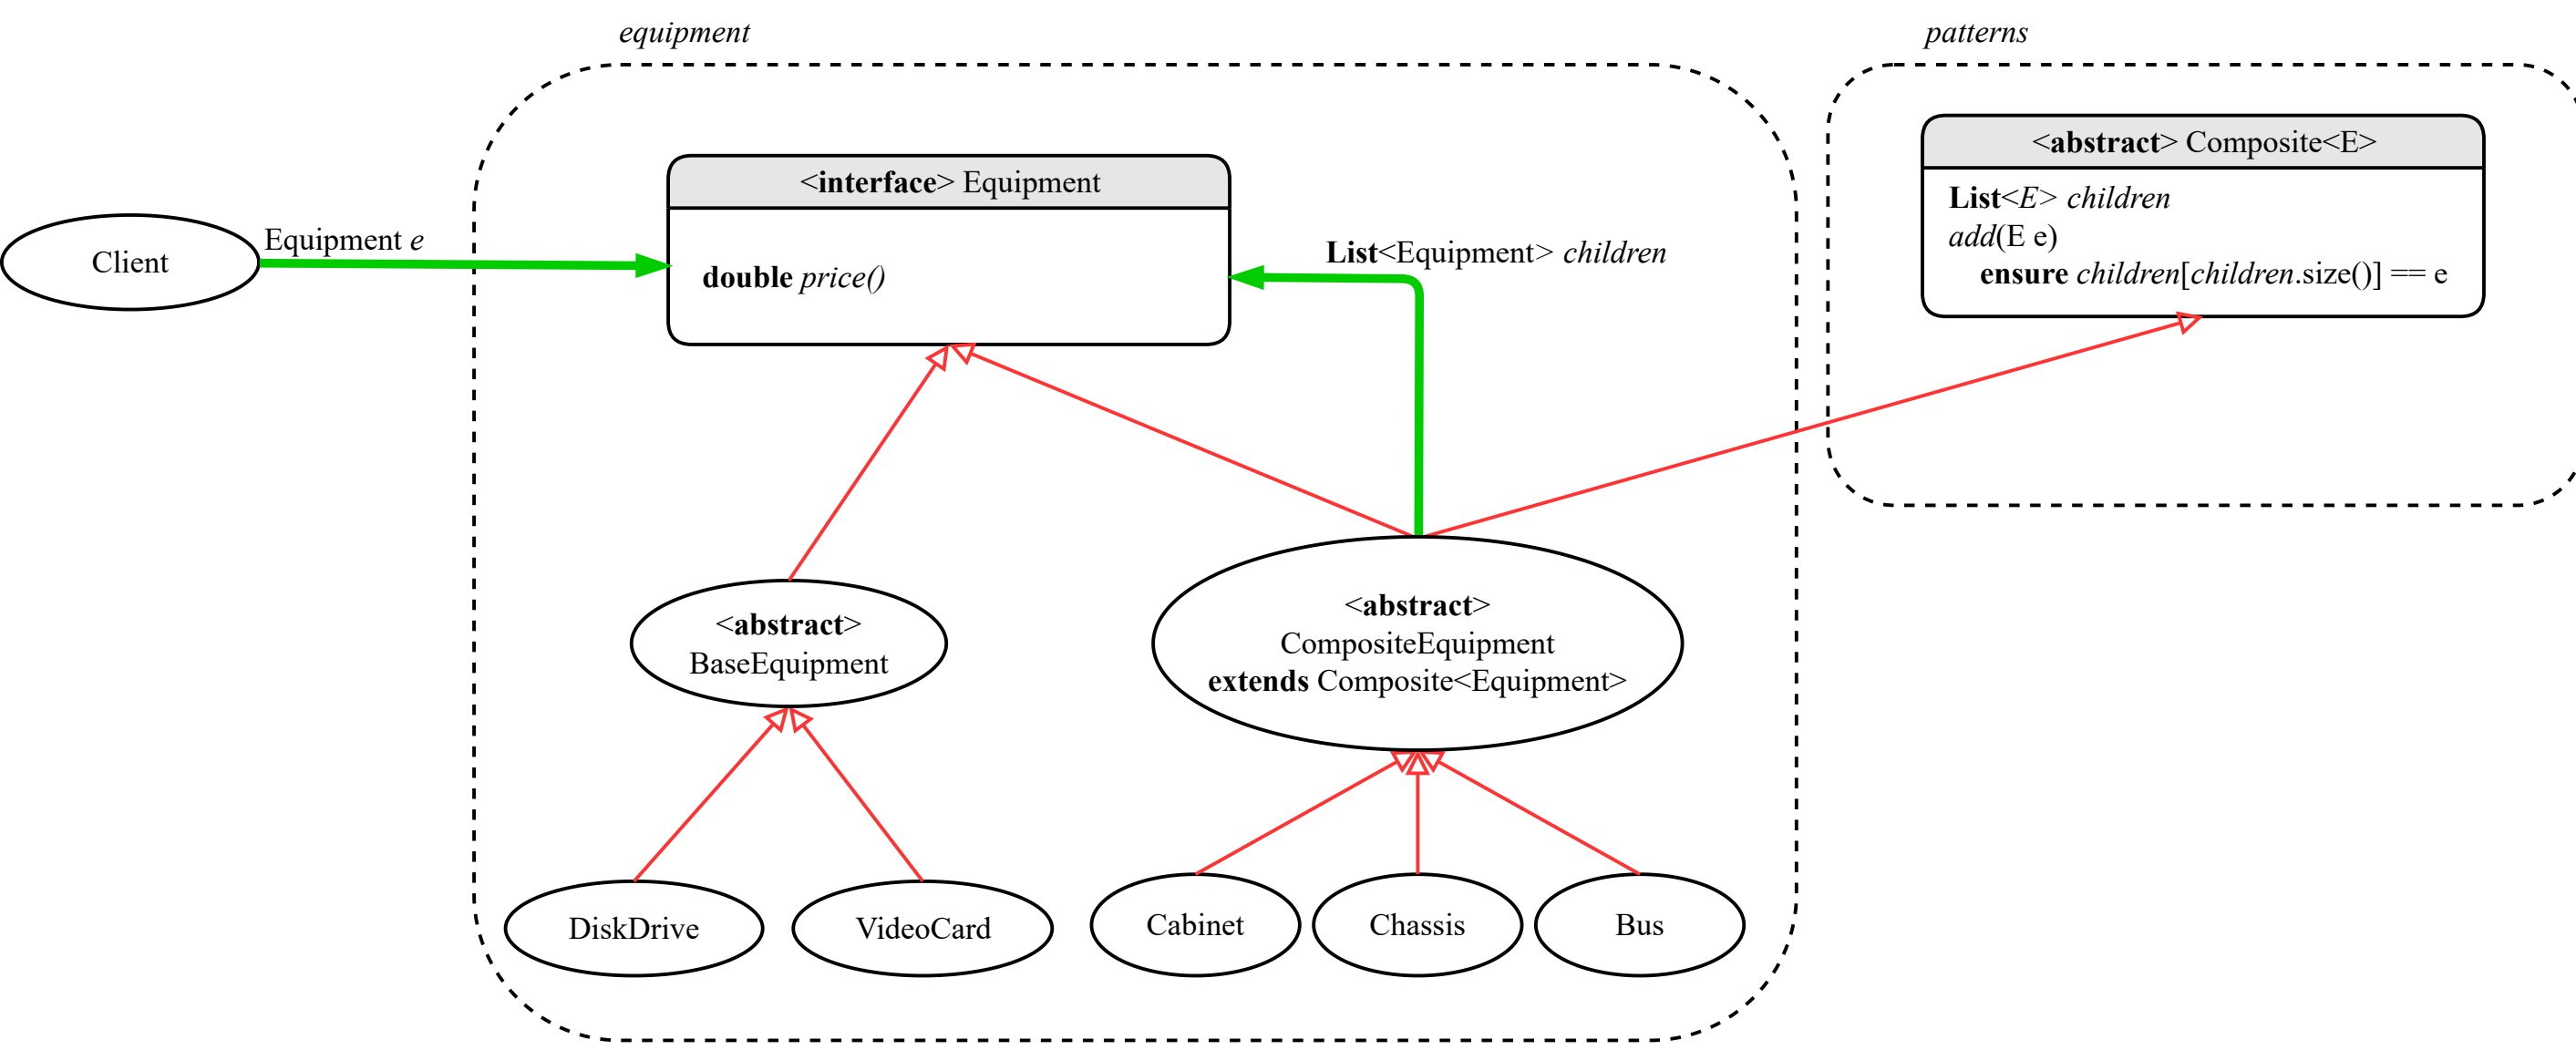 equipment
patterns
<interface> Equipment
double price()
<abstract> Composite<E>
List<E> children
add(E e)
ensure children[children.size()] == e
Client
Equipment e
List<Equipment> children
<abstract>
BaseEquipment
<abstract>
CompositeEquipment
extends Composite<Equipment>
DiskDrive
VideoCard
Cabinet
Chassis
Bus